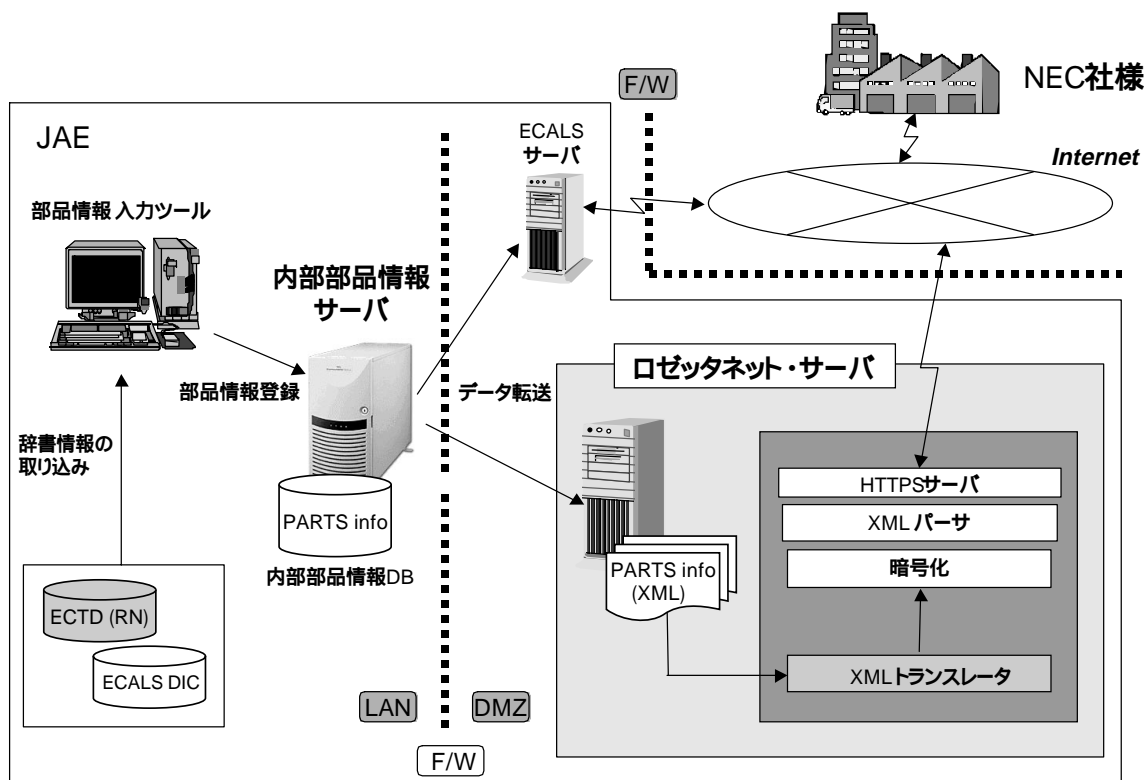 NEC社様
F/W
Internet
JAE
ECALS
サーバ
部品情報 入力ツール
内部部品情報
サーバ
部品情報登録
データ転送
ロゼッタネット・サーバ
辞書情報の
取り込み
HTTPSサーバ
XML パーサ
暗号化
PARTS info
内部部品情報DB
PARTS info
(XML)
XMLトランスレータ
ECTD (RN)
ECALS DIC
LAN
DMZ
F/W